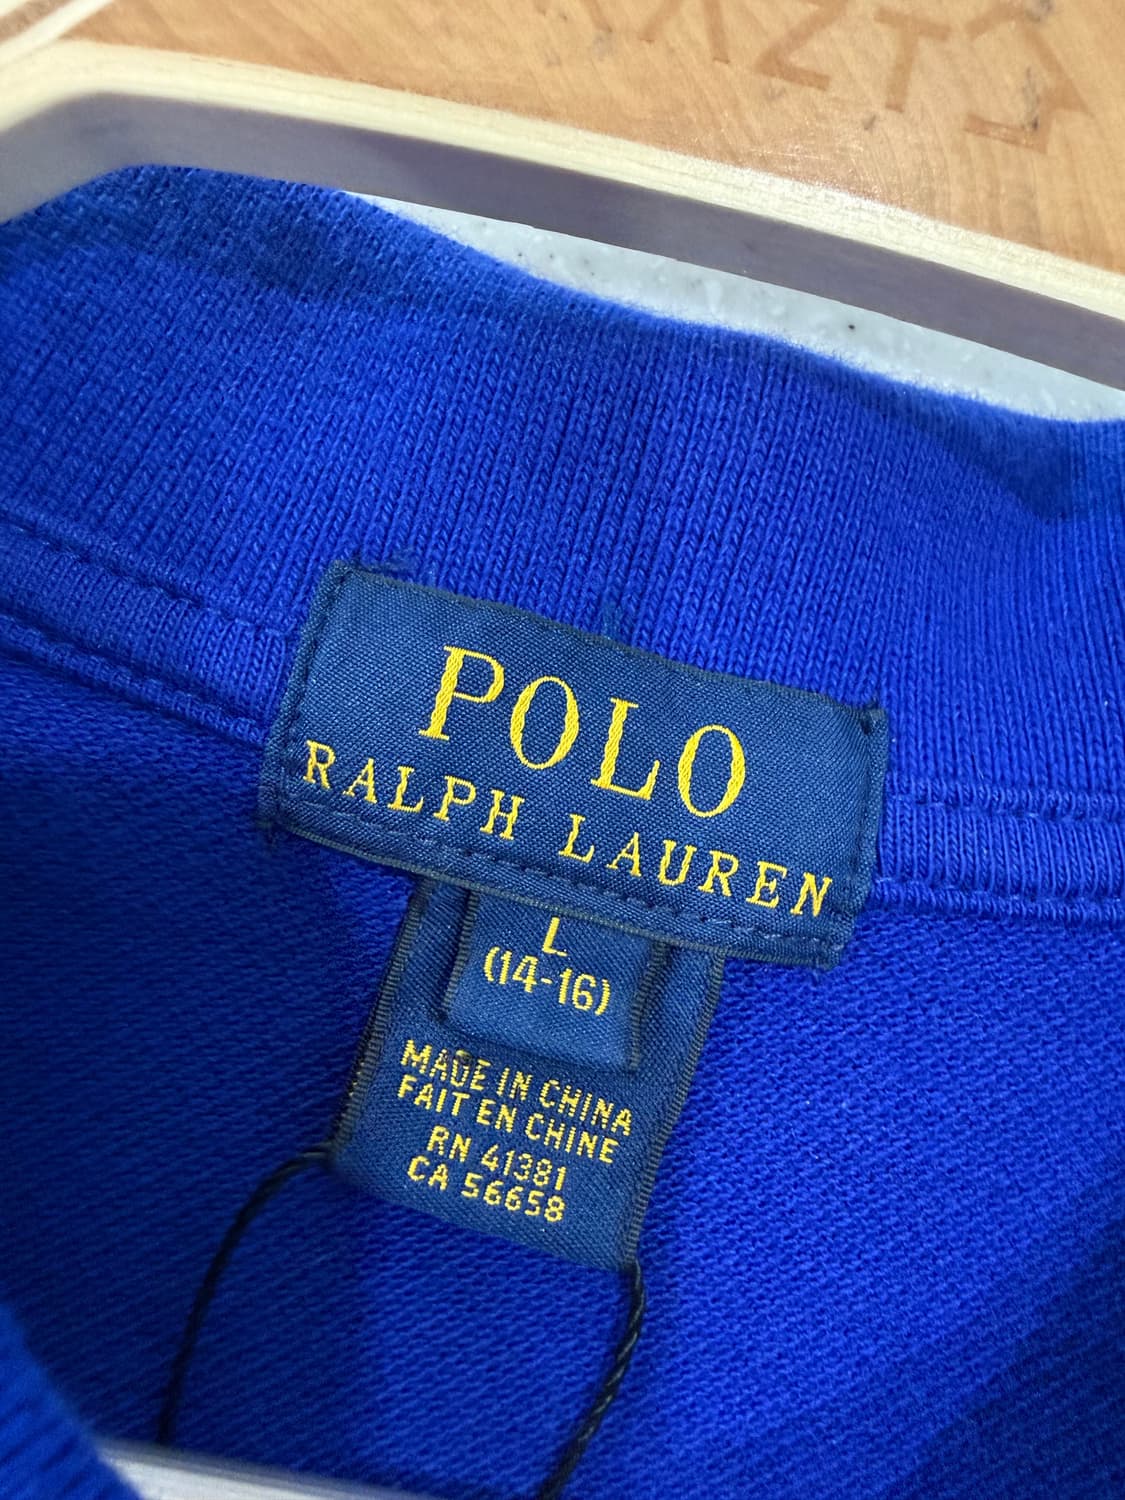 POLO
RALPH LAUREN
L
(14-16)
MADE IN CHINA
FAIT EN CHINE
RN 41381
CA 56658